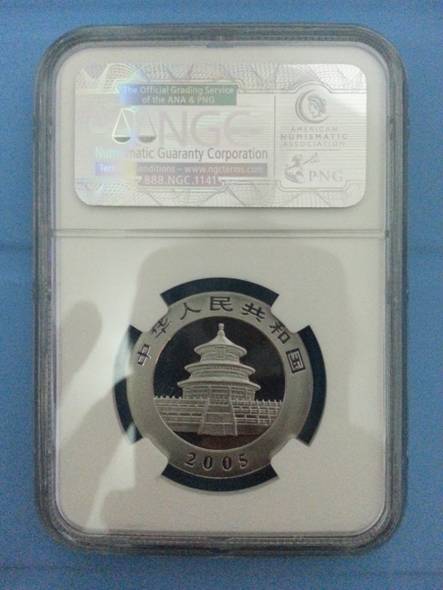 The Official Grading Service
of the ANA & PNG
NGC
Numismatic Guaranty Corporation
Terms & Conditions – www.ngcterms.com
888.NGC.1141
AMERICAN
NUMISMATIC
ASSOCIATION
PNG
中华人民共和国
2005